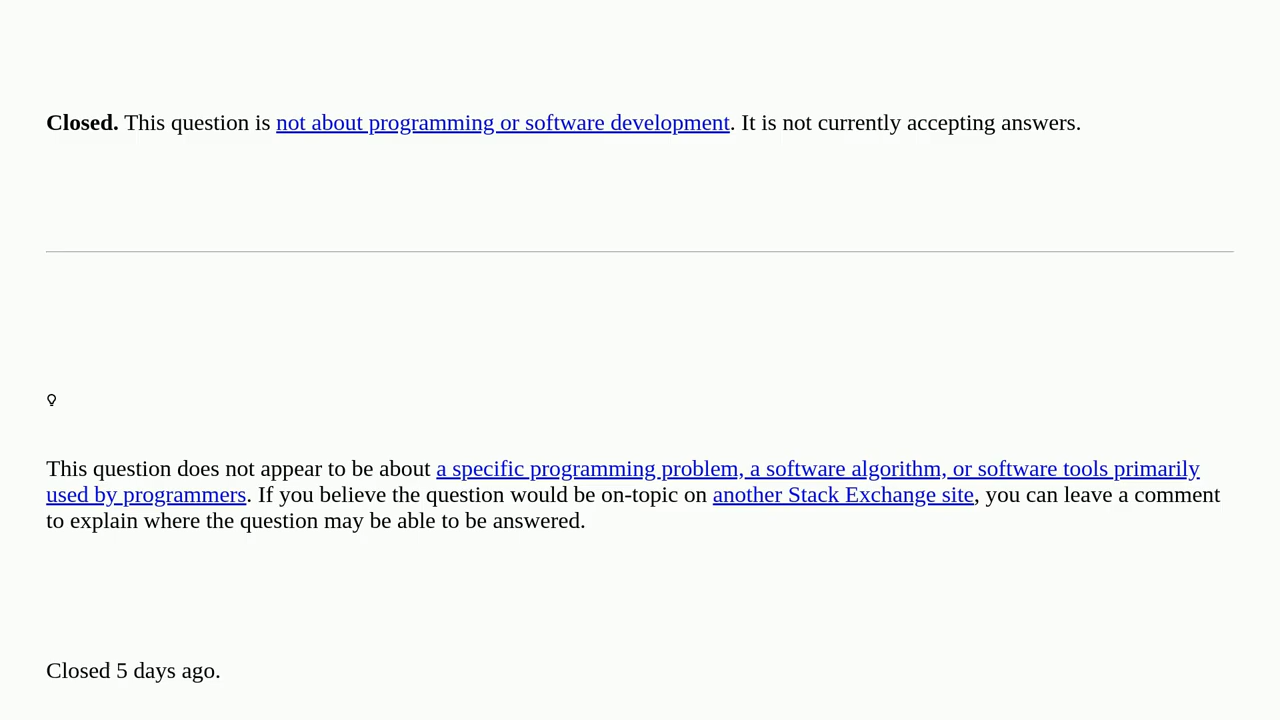 Closed. This question is not about programming or software development. It is not currently accepting answers.
This question does not appear to be about a specific programming problem, a software algorithm, or software tools primarily
used by programmers. If you believe the question would be on-topic on another Stack Exchange site, you can leave a comment
to explain where the question may be able to be answered.
Closed 5 days ago.